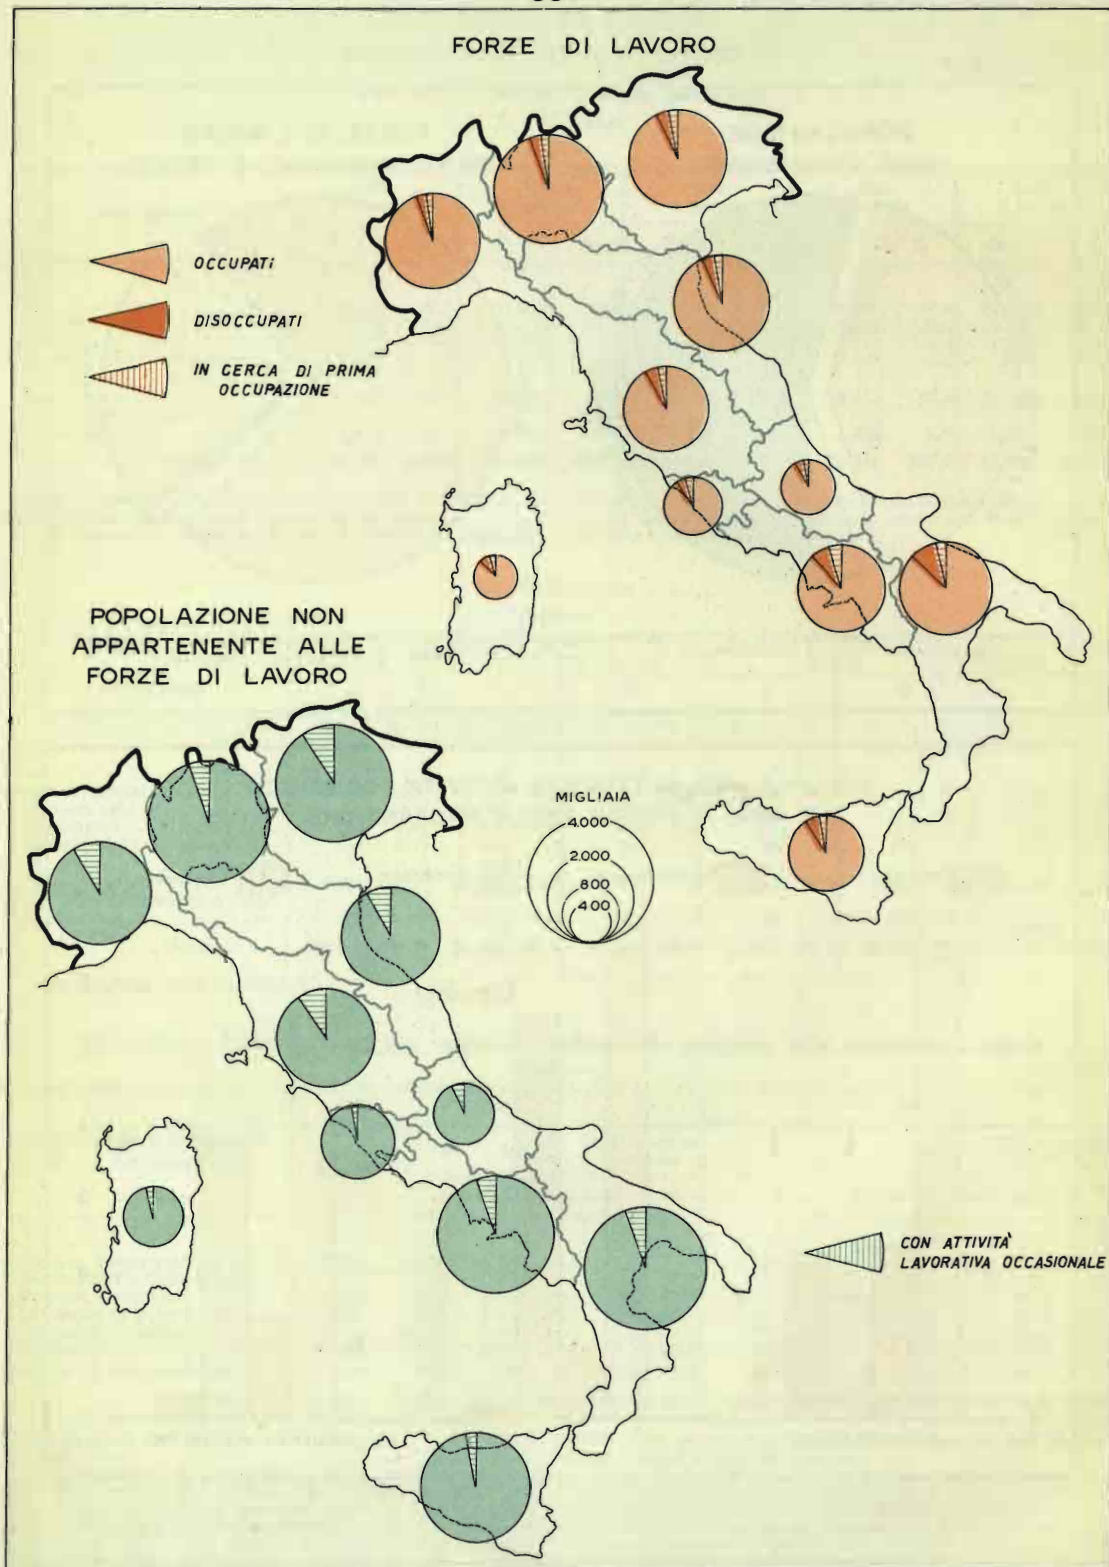 FORZE DI LAVORO
OCCUPATI
DISOCCUPATI
IN CERCA DI PRIMA
OCCUPAZIONE
POPOLAZIONE NON
APPARTENENTE ALLE
FORZE DI LAVORO
MIGLIAIA
4.000
2.000
800
400
CON ATTIVITÀ
LAVORATIVA OCCASIONALE